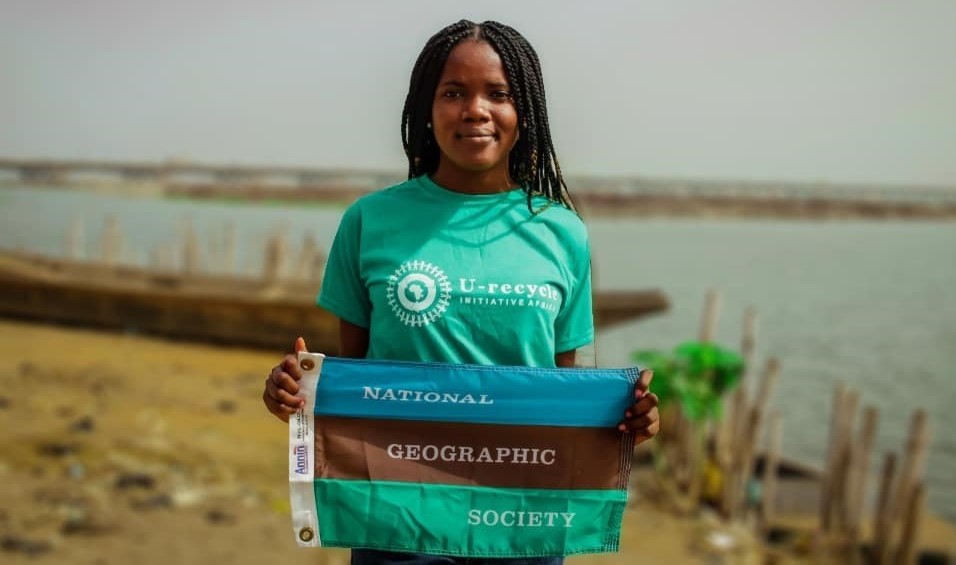 U-recycle
INITIATIVE AFRICA
NATIONAL
GEOGRAPHIC
SOCIETY
Annin